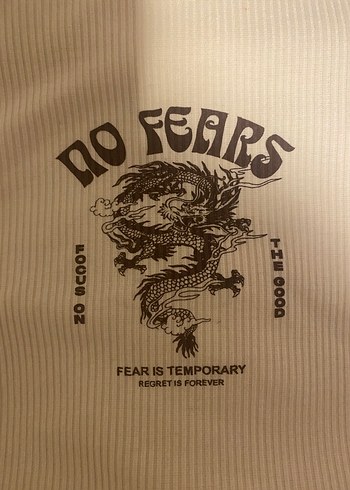 NO FEARS
FOCUS ON
THE GOOD
FEAR IS TEMPORARY
REGRET IS FOREVER